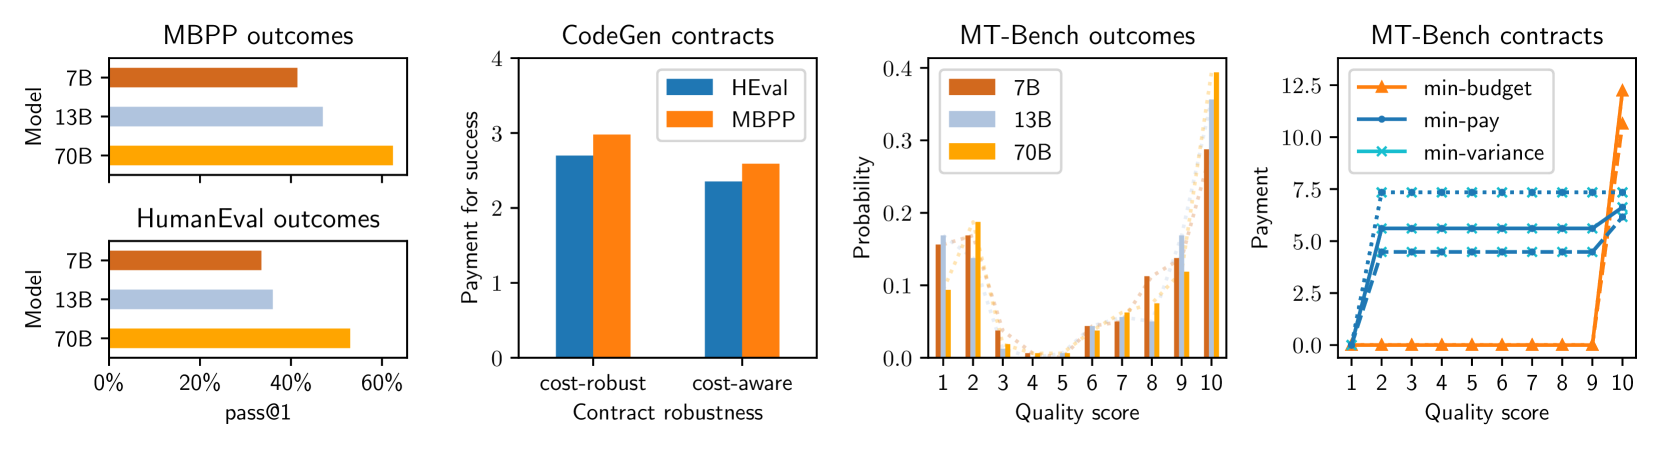 MBPP outcomes
Model
7B
13B
70B
HumanEval outcomes
Model
7B
13B
70B
0% 20% 40% 60%
pass@1
CodeGen contracts
Payment for success
4
3
2
1
0
HEval
MBPP
cost-robust cost-aware
Contract robustness
MT-Bench outcomes
Probability
0.4
0.3
0.2
0.1
0.0
7B
13B
70B
1 2 3 4 5 6 7 8 9 10
Quality score
MT-Bench contracts
Payment
12.5
10.0
7.5
5.0
2.5
0.0
min-budget
min-pay
min-variance
1 2 3 4 5 6 7 8 9 10
Quality score